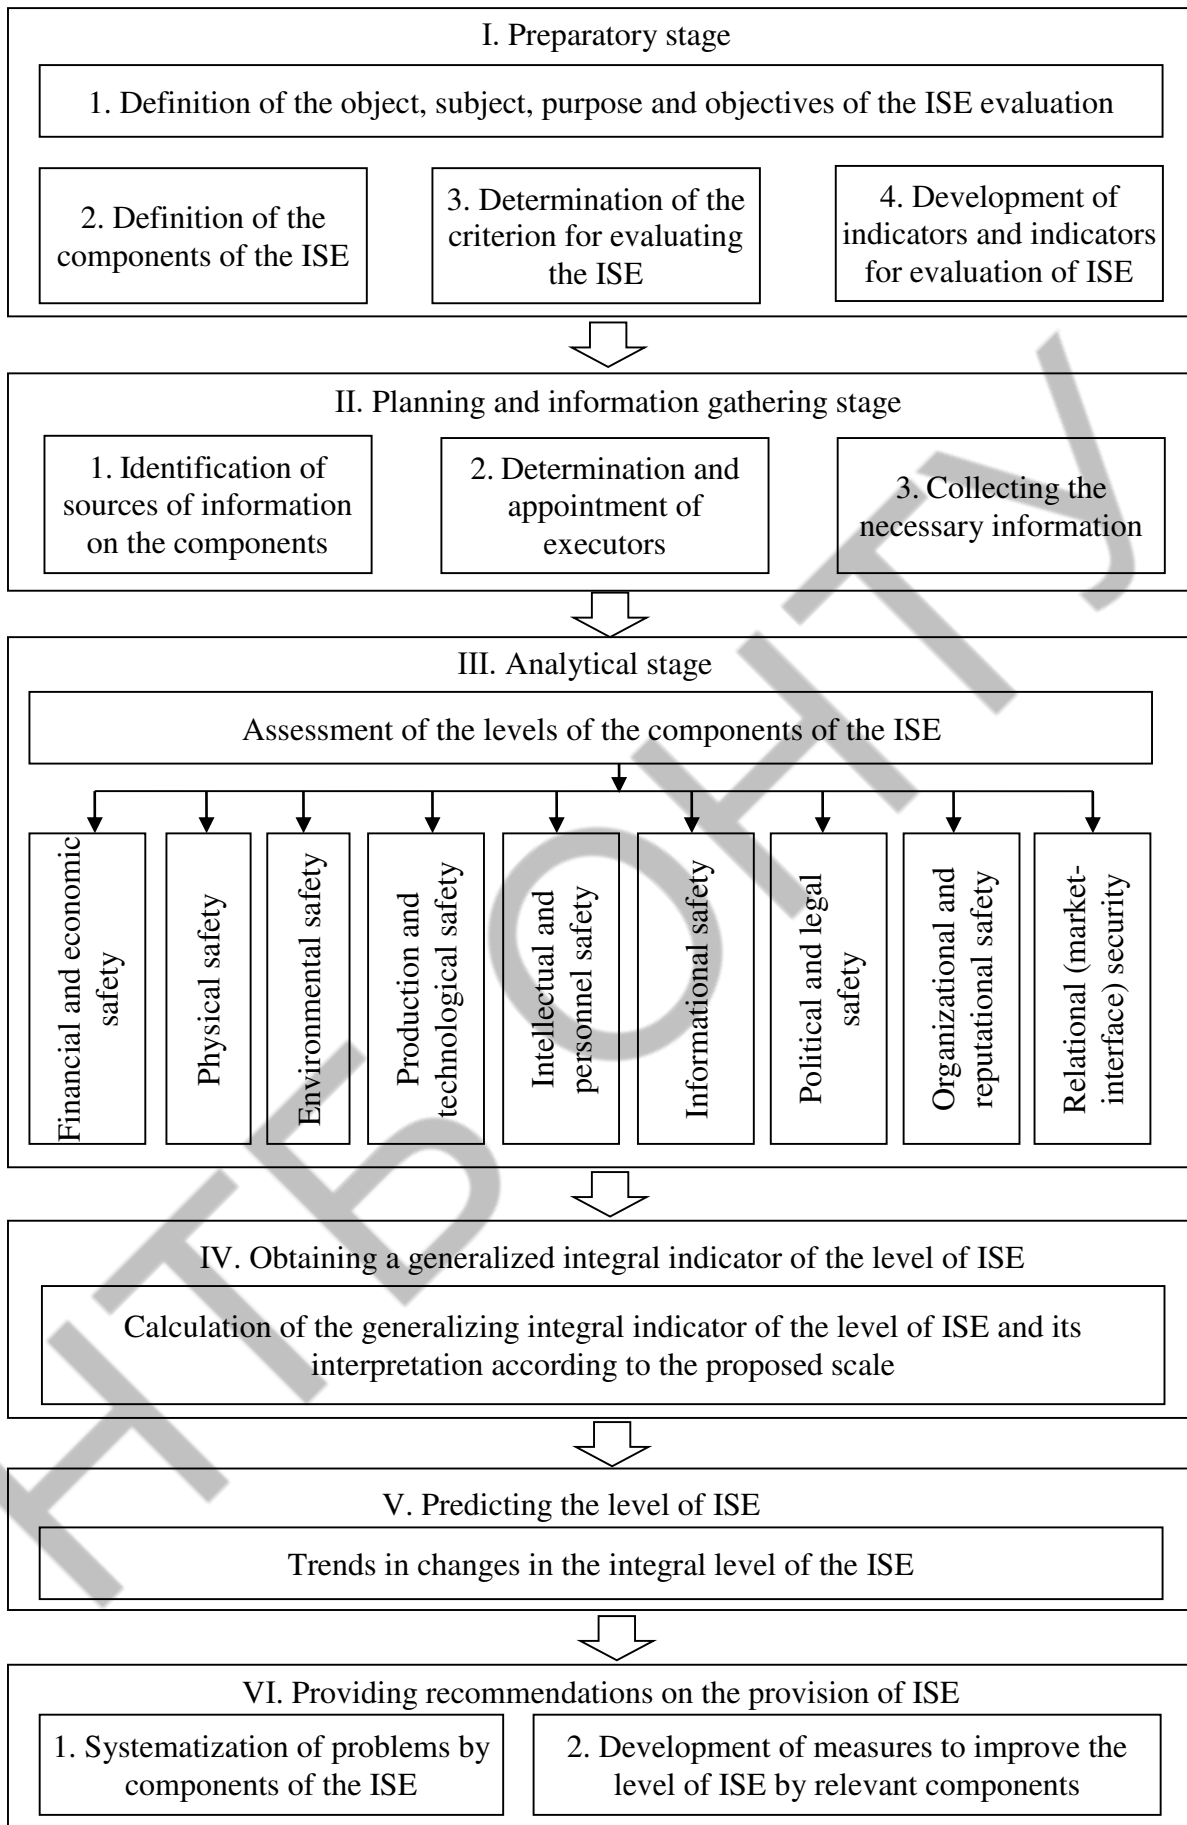 I. Preparatory stage
1. Definition of the object, subject, purpose and objectives of the ISE evaluation
2. Definition of the
components of the ISE
3. Determination of the
criterion for evaluating
the ISE
4. Development of
indicators and indicators
for evaluation of ISE
II. Planning and information gathering stage
1. Identification of
sources of information
on the components
2. Determination and
appointment of
executors
3. Collecting the
necessary information
III. Analytical stage
Assessment of the levels of the components of the ISE
Financial and economic
safety
Physical safety
Environmental safety
Production and
technological safety
Intellectual and
personnel safety
Informational safety
Political and legal
safety
Organizational and
reputational safety
Relational (market-
interface) security
IV. Obtaining a generalized integral indicator of the level of ISE
Calculation of the generalizing integral indicator of the level of ISE and its
interpretation according to the proposed scale
V. Predicting the level of ISE
Trends in changes in the integral level of the ISE
VI. Providing recommendations on the provision of ISE
1. Systematization of problems by
components of the ISE
2. Development of measures to improve the
level of ISE by relevant components
НТБ ОНТУ